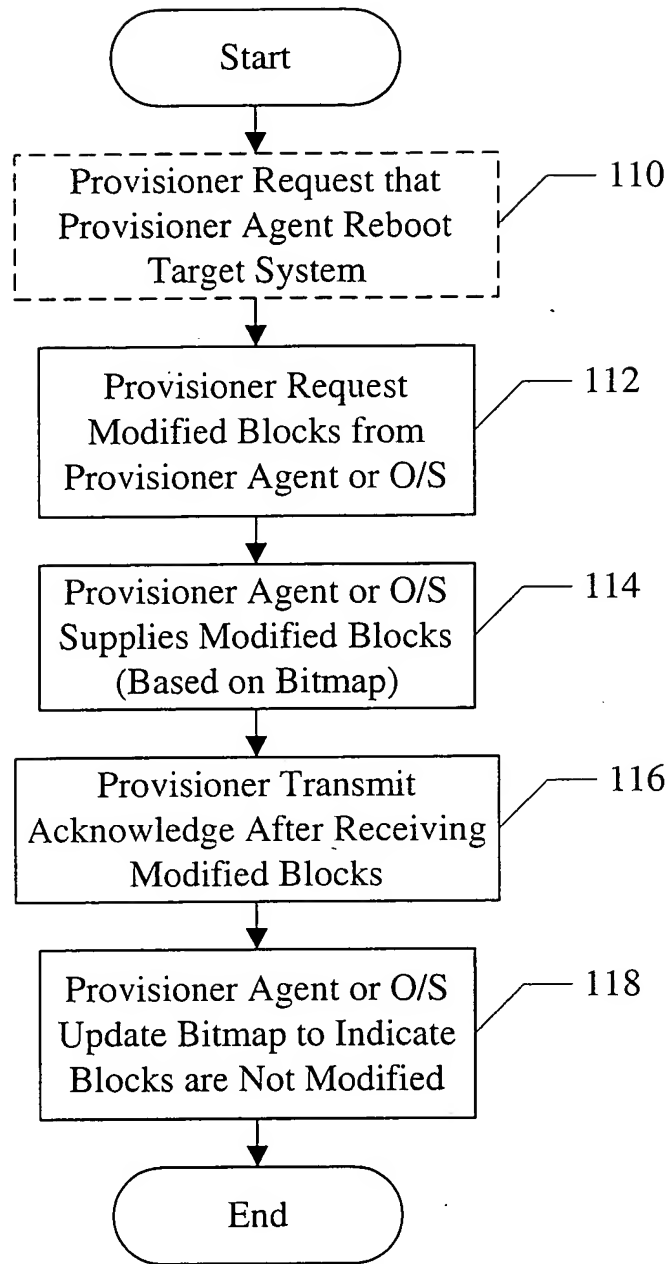 Start
Provisioner Request that
Provisioner Agent Reboot
Target System
110
Provisioner Request
Modified Blocks from
Provisioner Agent or O/S
112
Provisioner Agent or O/S
Supplies Modified Blocks
(Based on Bitmap)
114
Provisioner Transmit
Acknowledge After Receiving
Modified Blocks
116
Provisioner Agent or O/S
Update Bitmap to Indicate
Blocks are Not Modified
118
End